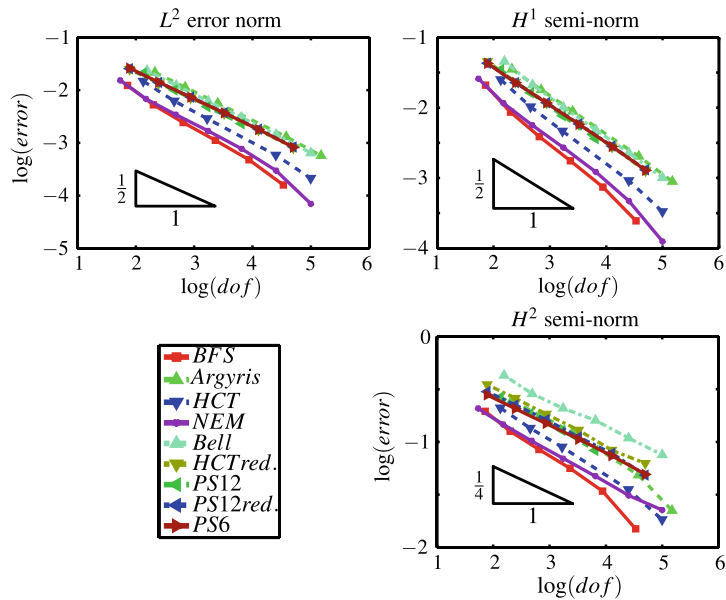 L² error norm
−1
−2
−3
−4
−5
log(error)
1/2
1
1 2 3 4 5 6
log(dof)
H¹ semi-norm
−1
−2
−3
−4
1/2
1
1 2 3 4 5 6
log(dof)
BFS
Argyris
HCT
NEM
Bell
HCTred.
PS12
PS12red.
PS6
H² semi-norm
0
−1
−2
log(error)
1/4
1
1 2 3 4 5 6
log(dof)